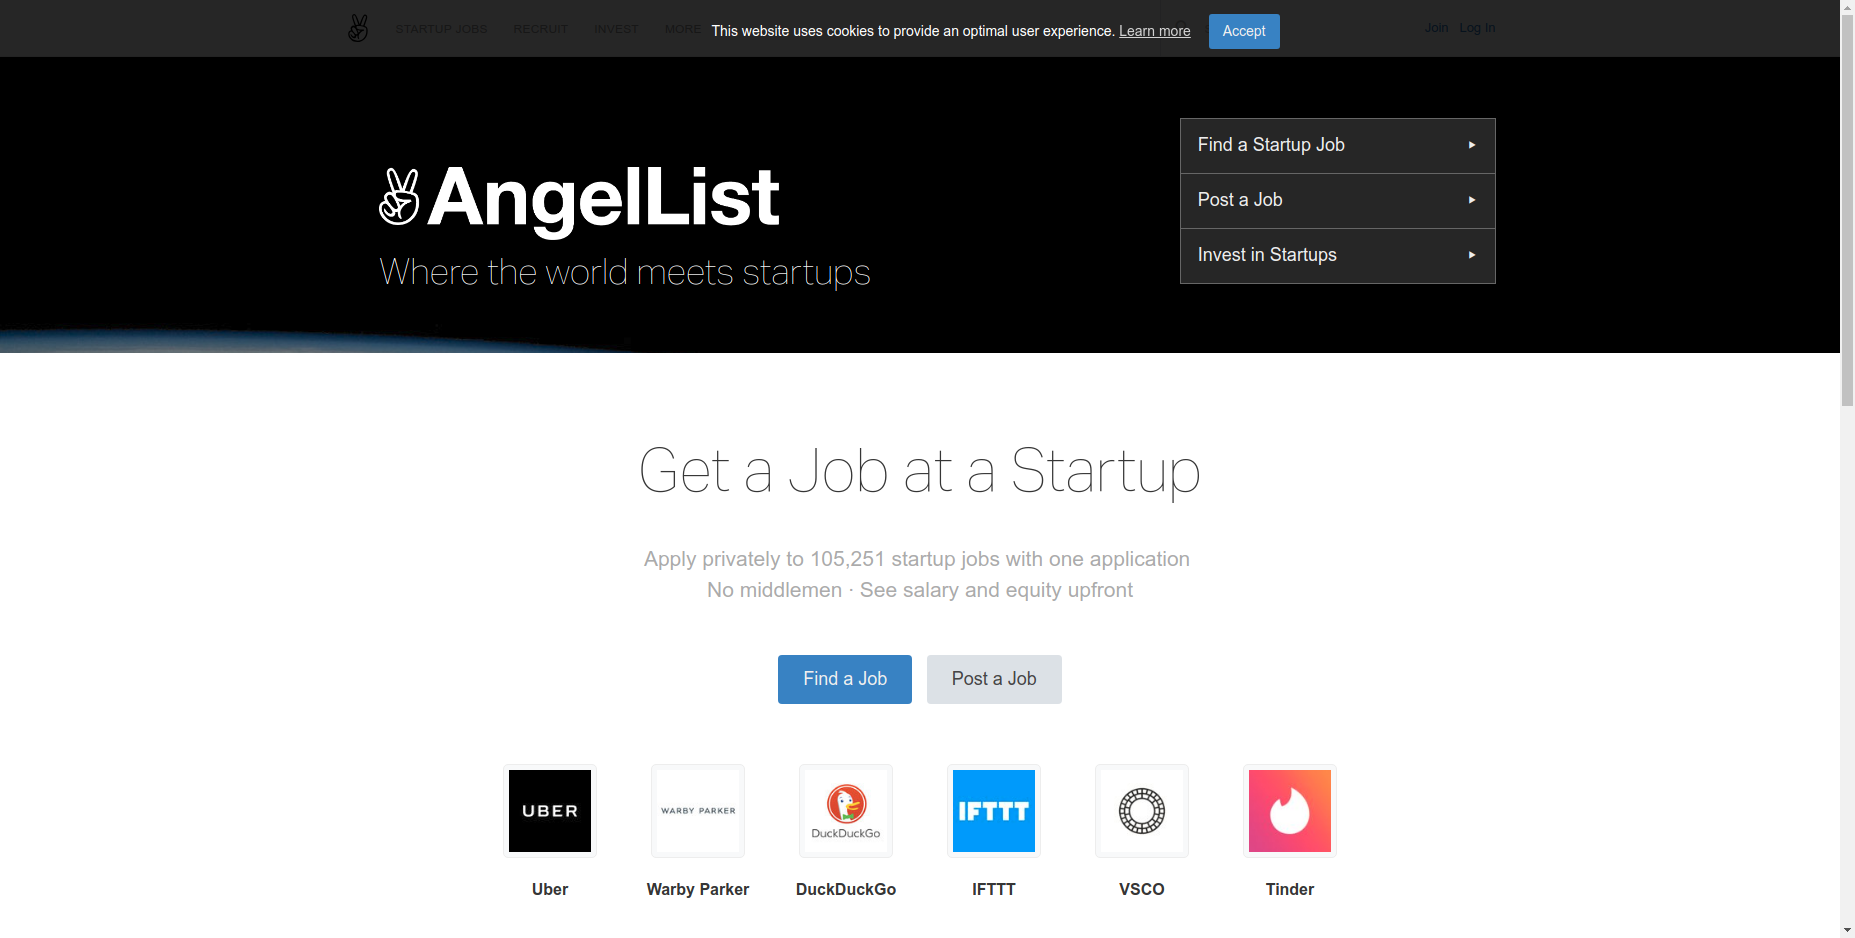 STARTUP JOBS RECRUIT INVEST MORE This website uses cookies to provide an optimal user experience. Learn more Accept Join Log In
Find a Startup Job
Post a Job
Invest in Startups
AngelList
Where the world meets startups
Get a Job at a Startup
Apply privately to 105,251 startup jobs with one application
No middlemen · See salary and equity upfront
Find a Job Post a Job
UBER WARBY PARKER DuckDuckGo IFTTT
Uber Warby Parker DuckDuckGo IFTTT VSCO Tinder